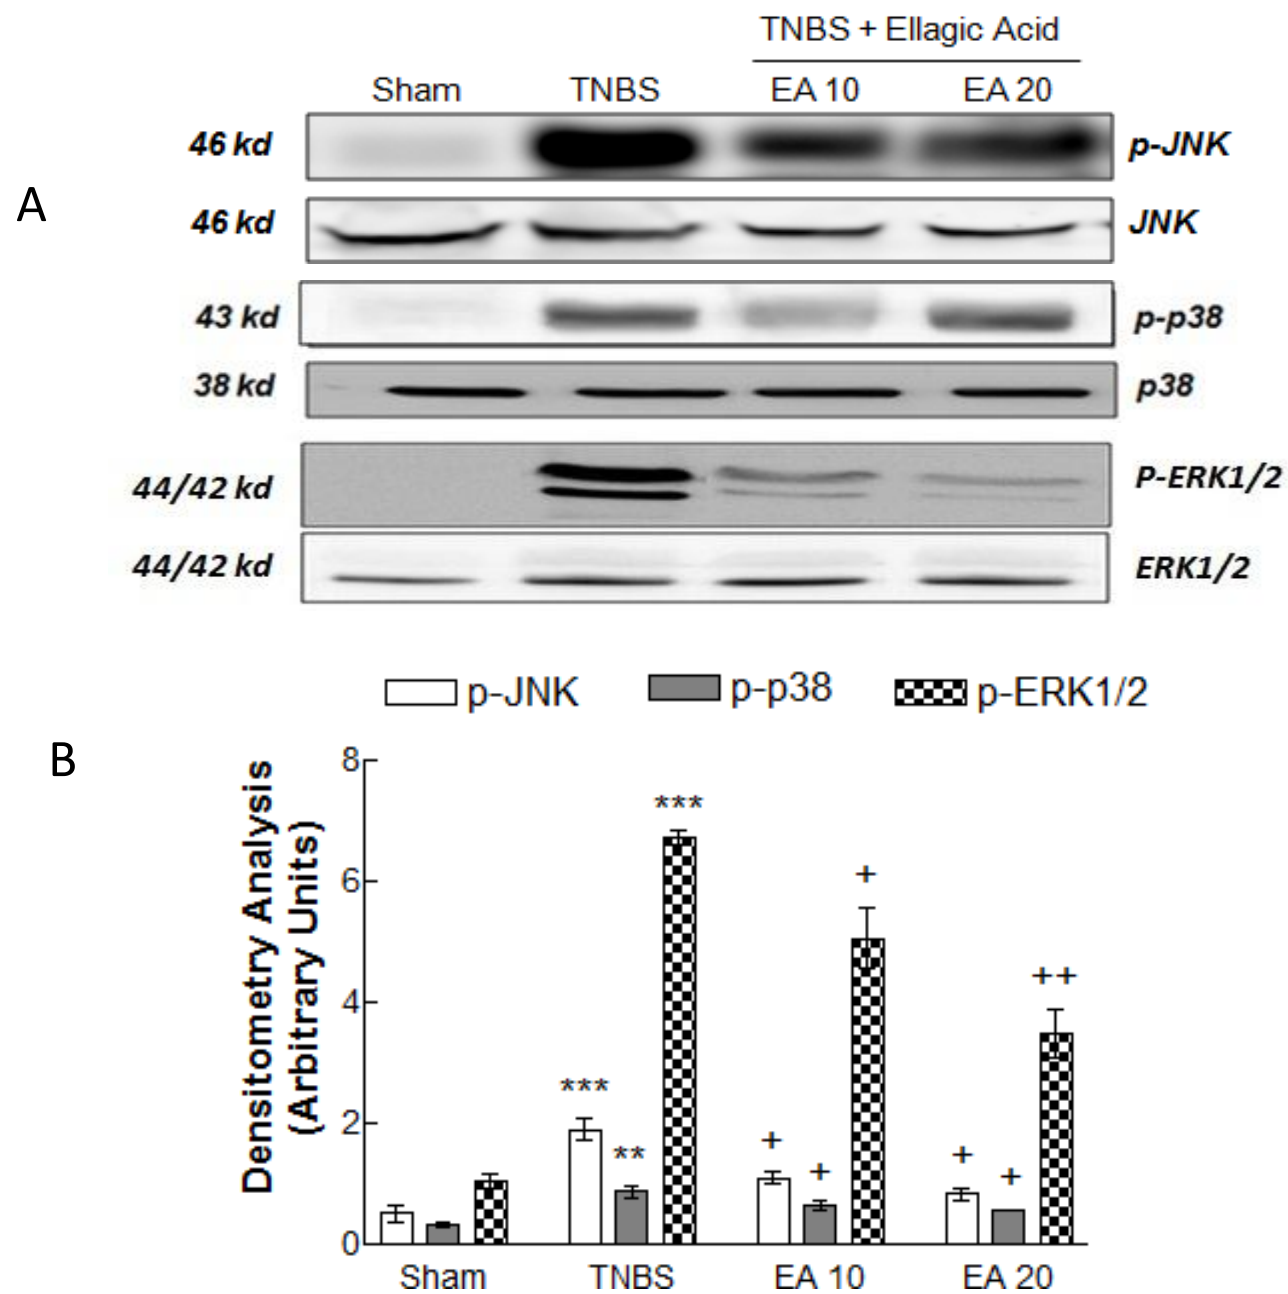 TNBS + Ellagic Acid
Sham TNBS EA 10 EA 20
46 kd p-JNK
A
46 kd JNK
43 kd p-p38
38 kd p38
44/42 kd P-ERK1/2
44/42 kd ERK1/2
p-JNK p-p38 p-ERK1/2
B
Densitometry Analysis
(Arbitrary Units)
8
***
6
+
++
4
***
2
**
+
+
+
+
0
Sham TNBS EA 10 EA 20